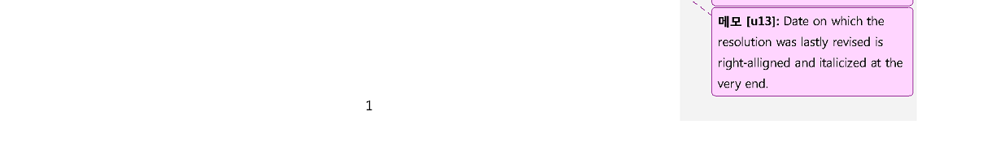 메모 [u13]: Date on which the
resolution was lastly revised is
right-alligned and italicized at the
very end.
1